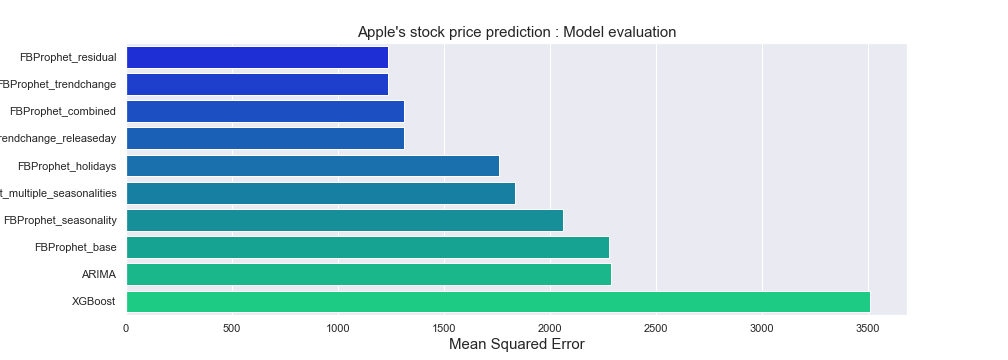 Apple's stock price prediction : Model evaluation
FBProphet_residual
FBProphet_trendchange
FBProphet_combined
rendchange_releaseday
FBProphet_holidays
t_multiple_seasonalities
FBProphet_seasonality
FBProphet_base
ARIMA
XGBoost
0 500 1000 1500 2000 2500 3000 3500
Mean Squared Error